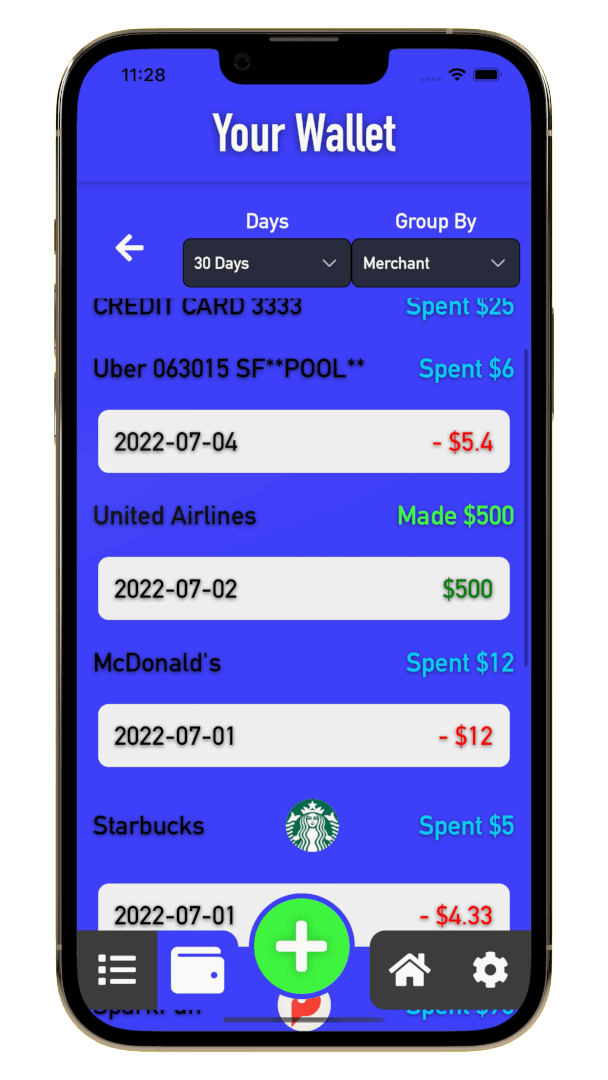 11:28
Your Wallet
Days Group By
30 Days Merchant
CREDIT CARD 3333 Spent $25
Uber 063015 SF**POOL** Spent $6
2022-07-04 - $5.4
United Airlines Made $500
2022-07-02 $500
McDonald's Spent $12
2022-07-01 - $12
Starbucks Spent $5
2022-07-01 - $4.33
Spent